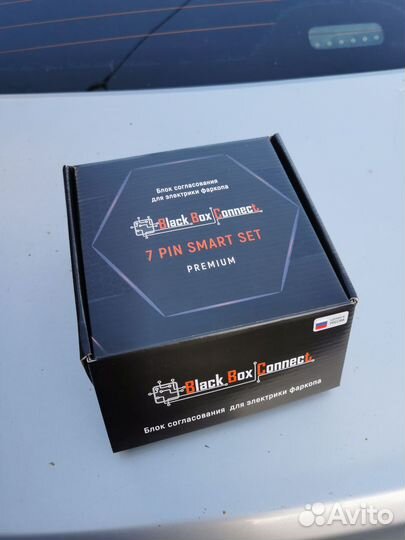 Блок согласования
для электрики фаркопа
Black Box Connect.
7 PIN SMART SET
PREMIUM
РОССИЯ
Black Box Connect.
Блок согласования для электрики фаркопа
Avito